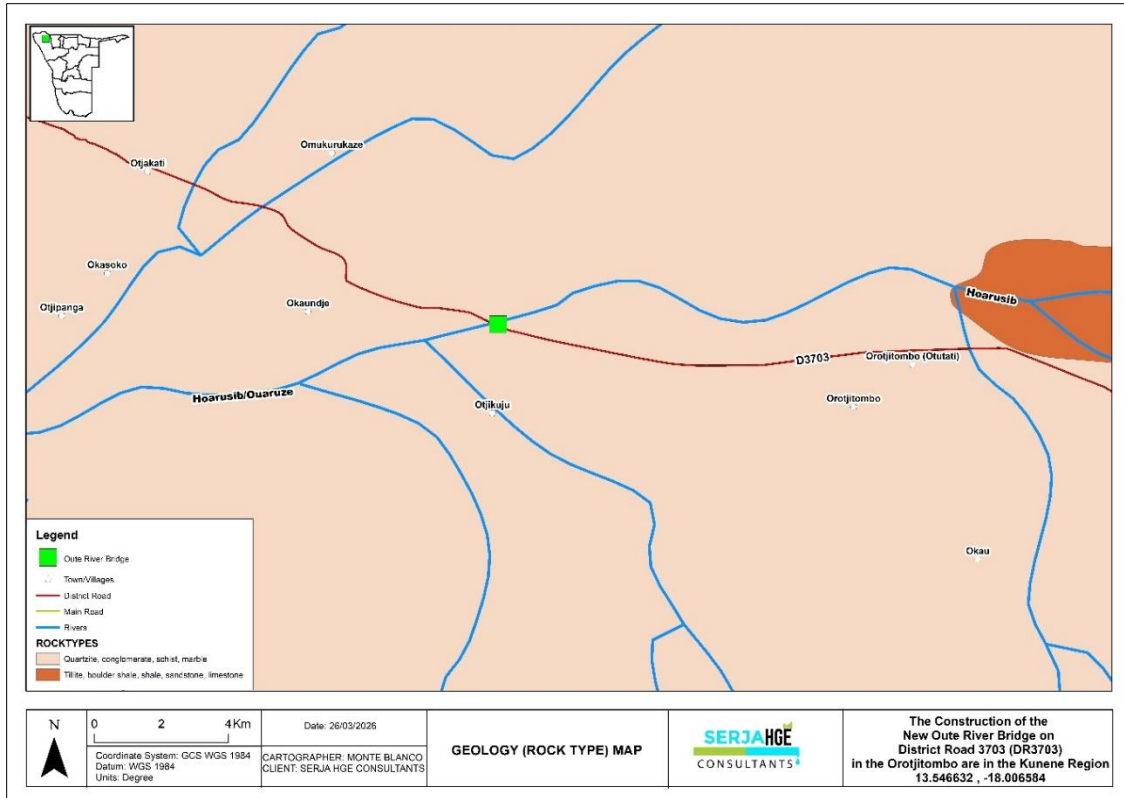 Omukurukaze
Otjakati
Okasoko
Otjipanga
Okaundje
Hoarusib
D3703
Orotjitombo (Otutati)
Hoarusib/Ouaruze
Otjikuju
Orotjitombo
Okau
Legend
Oute River Bridge
Town/Villages
District Road
Main Road
Rivers
ROCKTYPES
Quartzite, conglomerate, schist, marble
Tillite, boulder shale, shale, sandstone, limestone
N
0 2 4Km
Coordinate System: GCS WGS 1984
Datum: WGS 1984
Units: Degree
Date: 26/03/2026
CARTOGRAPHER: MONTE BLANCO
CLIENT: SERJA HGE CONSULTANTS
GEOLOGY (ROCK TYPE) MAP
SERJAHGE
CONSULTANTS
The Construction of the
New Oute River Bridge on
District Road 3703 (DR3703)
in the Orotjitombo are in the Kunene Region
13.546632 , -18.006584